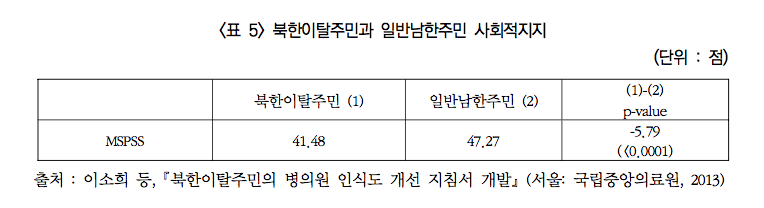 <표 5> 북한이탈주민과 일반남한주민 사회적지지
(단위 : 점)
북한이탈주민 (1) 일반남한주민 (2) (1)-(2) p-value
MSPSS 41.48 47.27 -5.79 (<0.0001)
출처 : 이소희 등,『북한이탈주민의 병의원 인식도 개선 지침서 개발』(서울: 국립중앙의료원, 2013)